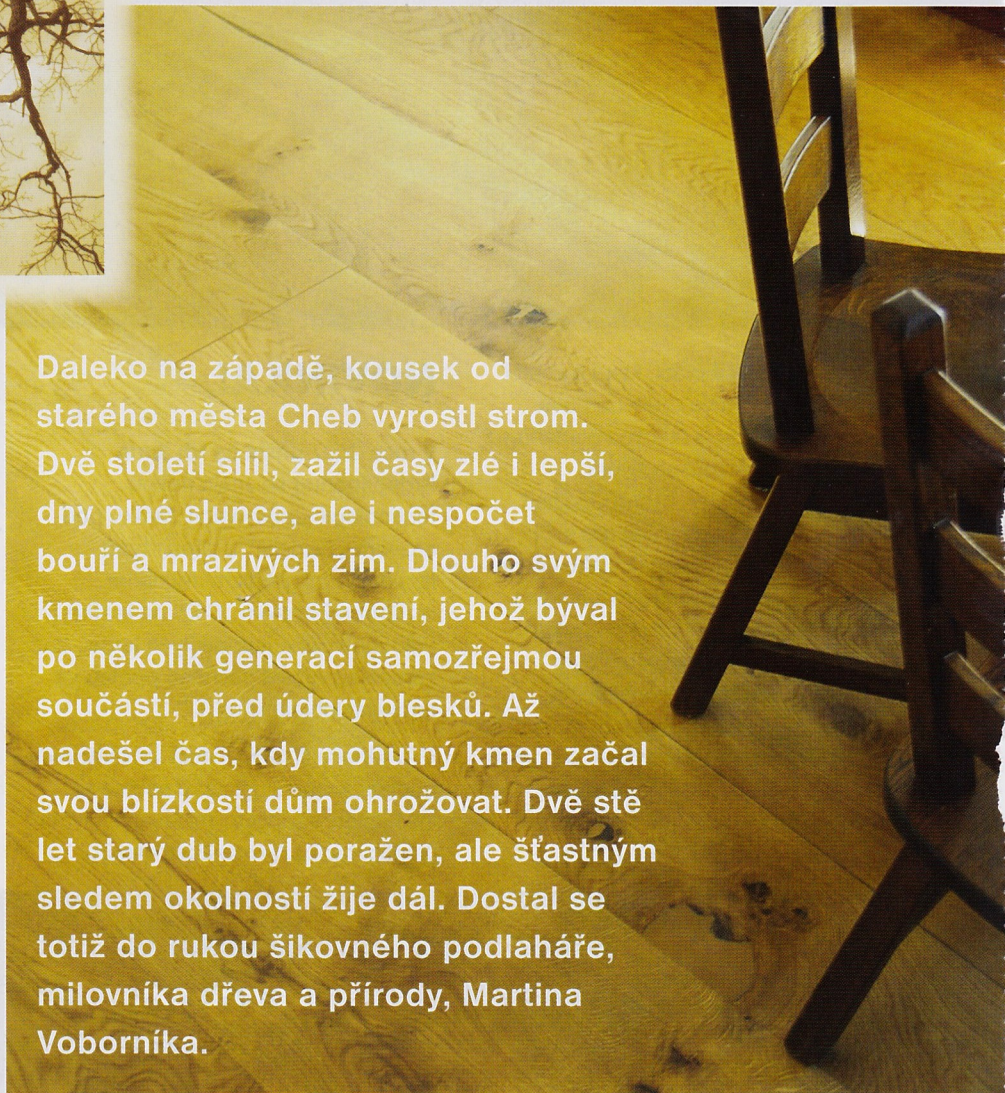 Daleko na západě, kousek od
starého města Cheb vyrostl strom.
Dvě století sílil, zažil časy zlé i lepší,
dny plné slunce, ale i nespočet
bouří a mrazivých zim. Dlouho svým
kmenem chránil stavení, jehož býval
po několik generací samozřejmou
součástí, před údery blesků. Až
nadešel čas, kdy mohutný kmen začal
svou blízkostí dům ohrožovat. Dvě stě
let starý dub byl poražen, ale šťastným
sledem okolností žije dál. Dostal se
totiž do rukou šikovného podlaháře,
milovníka dřeva a přírody, Martina
Voborníka.